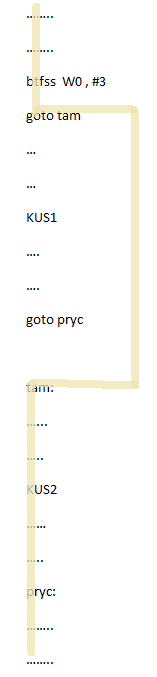 ........
........
btfss W0 , #3
goto tam
...
...
KUS1
....
....
goto pryc
tam:
......
.....
KUS2
......
.....
pryc:
........
........